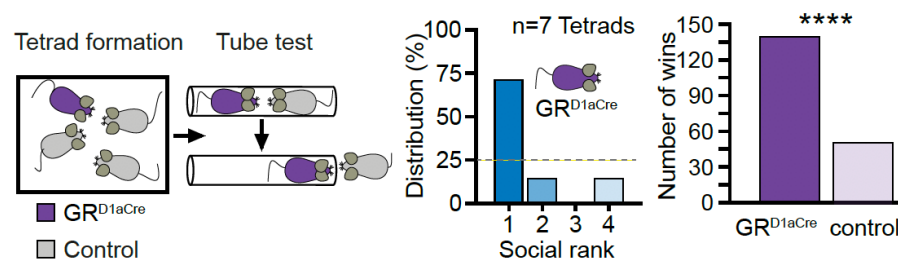 Tetrad formation
Tube test
GRD1aCre
Control
Distribution (%)
100
75
50
25
0
n=7 Tetrads
GRD1aCre
1 2 3 4
Social rank
Number of wins
150
120
90
60
30
0
****
GRD1aCre control